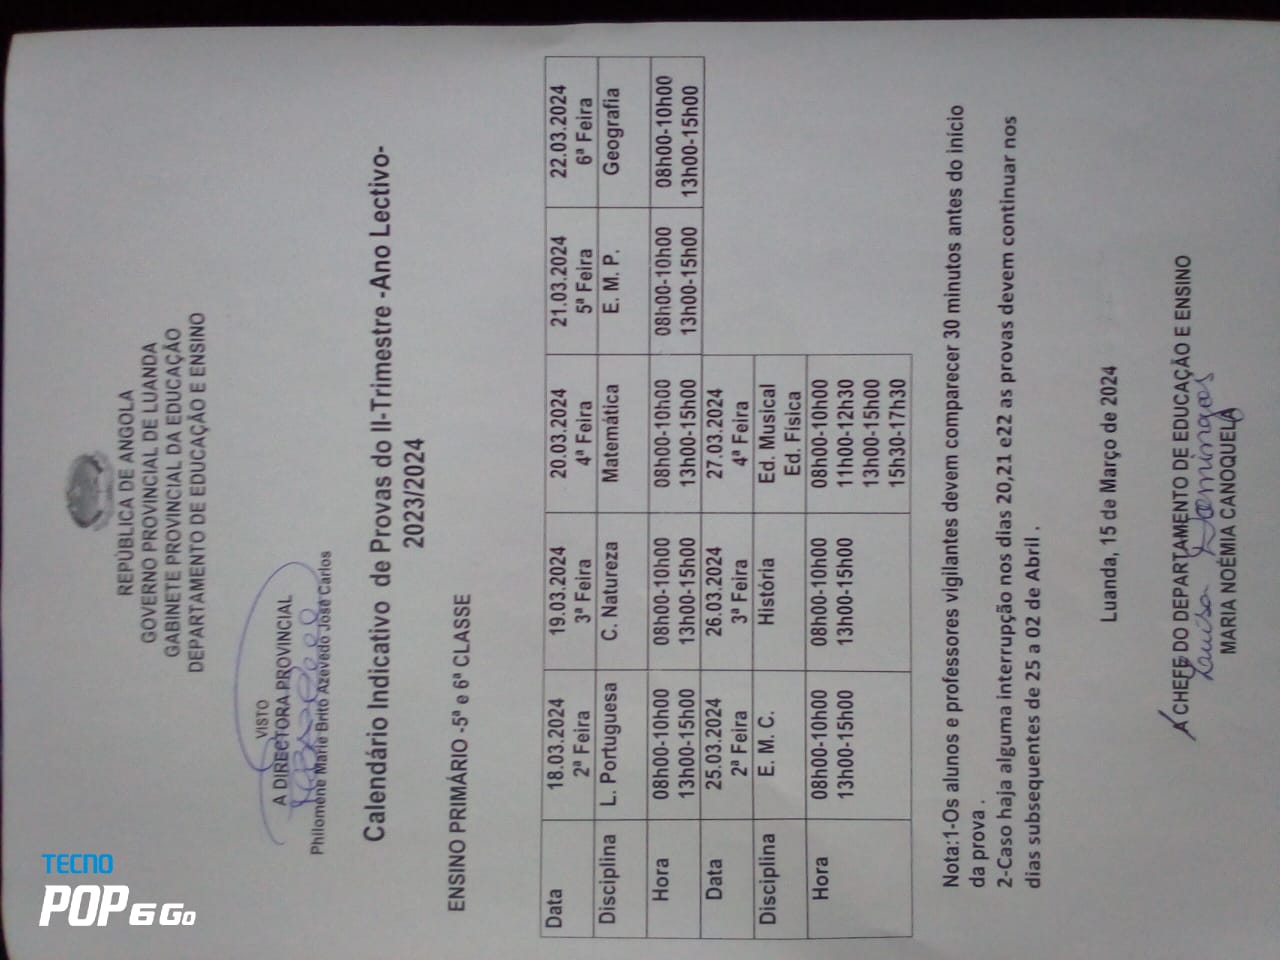 REPÚBLICA DE ANGOLA
GOVERNO PROVINCIAL DE LUANDA
GABINETE PROVINCIAL DA EDUCAÇÃO
DEPARTAMENTO DE EDUCAÇÃO E ENSINO
VISTO
A DIRECTORA PROVINCIAL
Philomene Marie Brito Azevedo José Carlos
Calendário Indicativo de Provas do II-Trimestre -Ano Lectivo-
2023/2024
ENSINO PRIMÁRIO -5ª e 6ª CLASSE
Data 18.03.2024 19.03.2024 20.03.2024 21.03.2024 22.03.2024
2ª Feira 3ª Feira 4ª Feira 5ª Feira 6ª Feira
Disciplina L. Portuguesa C. Natureza Matemática E. M. P. Geografia
Hora 08h00-10h00 08h00-10h00 08h00-10h00 08h00-10h00 08h00-10h00
13h00-15h00 13h00-15h00 13h00-15h00 13h00-15h00 13h00-15h00
Data 25.03.2024 26.03.2024 27.03.2024
2ª Feira 3ª Feira 4ª Feira
Disciplina E. M. C. História Ed. Musical
Ed. Física
Hora 08h00-10h00 08h00-10h00 08h00-10h00
13h00-15h00 13h00-15h00 11h00-12h30
13h00-15h00
15h30-17h30
Nota:1-Os alunos e professores vigilantes devem comparecer 30 minutos antes do início
da prova .
2-Caso haja alguma interrupção nos dias 20,21 e22 as provas devem continuar nos
dias subsequentes de 25 a 02 de Abril .
Luanda, 15 de Março de 2024
A CHEFE DO DEPARTAMENTO DE EDUCAÇÃO E ENSINO
Luisa Domingos
MARIA NOÉMIA CANOQUELA
TECNO
POP 6 Go